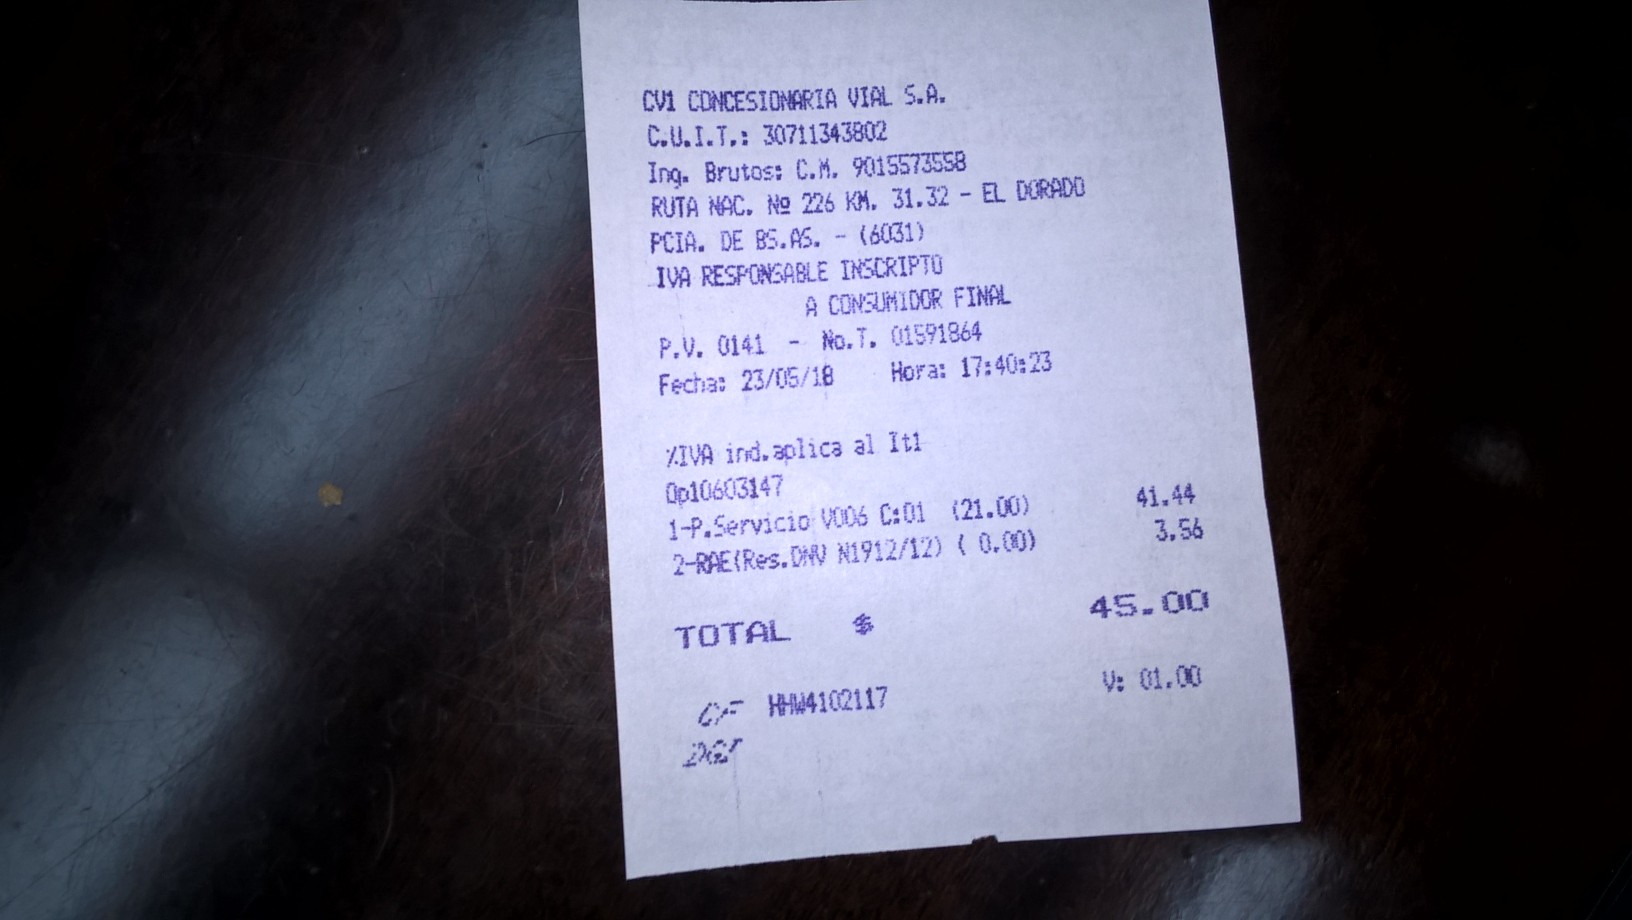 CV1 CONCESIONARIA VIAL S.A.
C.U.I.T.: 30711343802
Ing. Brutos: C.M. 9015573558
RUTA NAC. Nº 226 KM. 31.32 - EL DORADO
PCIA. DE BS.AS. - (6031)
IVA RESPONSABLE INSCRIPTO
A CONSUMIDOR FINAL
P.V. 0141 - No.T. 01591864
Fecha: 23/05/18 Hora: 17:40:23
%IVA ind.aplica al It1
Op10603147
1-P.Servicio V006 C:01 (21.00) 41.44
2-RAE(Res.DNV N1912/12) ( 0.00) 3.56
TOTAL $ 45.00
CF HHW4102117 V: 01.00
DGI